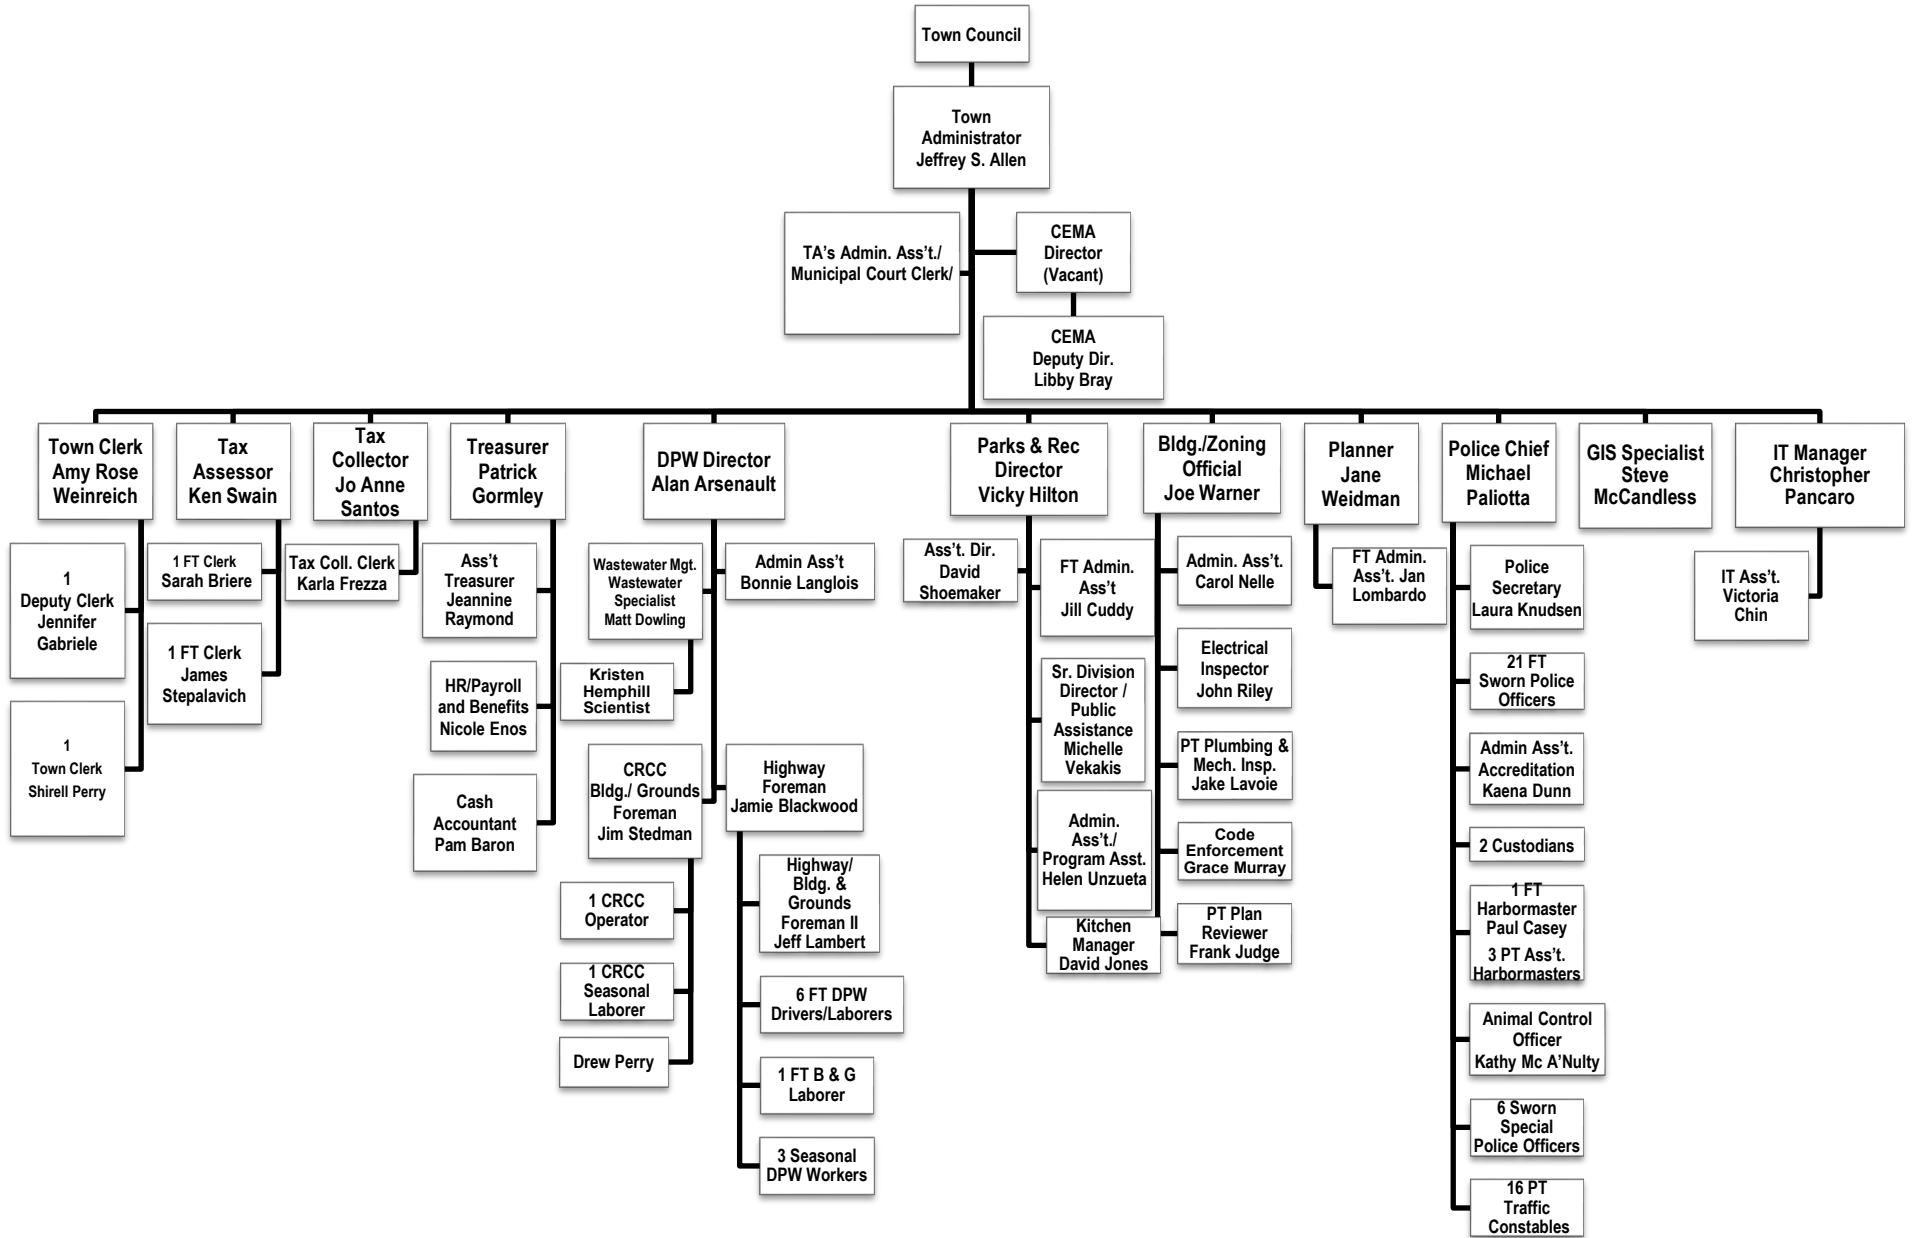 Town Council
Town
Administrator
Jeffrey S. Allen
TA's Admin. Ass't./
Municipal Court Clerk/
CEMA
Director
(Vacant)
CEMA
Deputy Dir.
Libby Bray
Town Clerk
Amy Rose
Weinreich
1
Deputy Clerk
Jennifer
Gabriele
1
Town Clerk
Shirell Perry
Tax
Assessor
Ken Swain
1 FT Clerk
Sarah Briere
1 FT Clerk
James
Stepalavich
Tax
Collector
Jo Anne
Santos
Tax Coll. Clerk
Karla Frezza
Treasurer
Patrick
Gormley
Ass't
Treasurer
Jeannine
Raymond
HR/Payroll
and Benefits
Nicole Enos
Cash
Accountant
Pam Baron
DPW Director
Alan Arsenault
Wastewater Mgt.
Wastewater
Specialist
Matt Dowling
Admin Ass't
Bonnie Langlois
Kristen
Hemphill
Scientist
CRCC
Bldg./ Grounds
Foreman
Jim Stedman
1 CRCC
Operator
1 CRCC
Seasonal
Laborer
Drew Perry
Highway
Foreman
Jamie Blackwood
Highway/
Bldg. &
Grounds
Foreman II
Jeff Lambert
6 FT DPW
Drivers/Laborers
1 FT B & G
Laborer
3 Seasonal
DPW Workers
Parks & Rec
Director
Vicky Hilton
Ass't. Dir.
David
Shoemaker
FT Admin.
Ass't
Jill Cuddy
Sr. Division
Director /
Public
Assistance
Michelle
Vekakis
Admin.
Ass't./
Program Asst.
Helen Unzueta
Kitchen
Manager
David Jones
Bldg./Zoning
Official
Joe Warner
Admin. Ass't.
Carol Nelle
Electrical
Inspector
John Riley
PT Plumbing &
Mech. Insp.
Jake Lavoie
Code
Enforcement
Grace Murray
PT Plan
Reviewer
Frank Judge
Planner
Jane
Weidman
FT Admin.
Ass't. Jan
Lombardo
Police Chief
Michael
Paliotta
Police
Secretary
Laura Knudsen
21 FT
Sworn Police
Officers
Admin Ass't.
Accreditation
Kaena Dunn
2 Custodians
1 FT
Harbormaster
Paul Casey
3 PT Ass't.
Harbormasters
Animal Control
Officer
Kathy Mc A'Nulty
6 Sworn
Special
Police Officers
16 PT
Traffic
Constables
GIS Specialist
Steve
McCandless
IT Manager
Christopher
Pancaro
IT Ass't.
Victoria
Chin